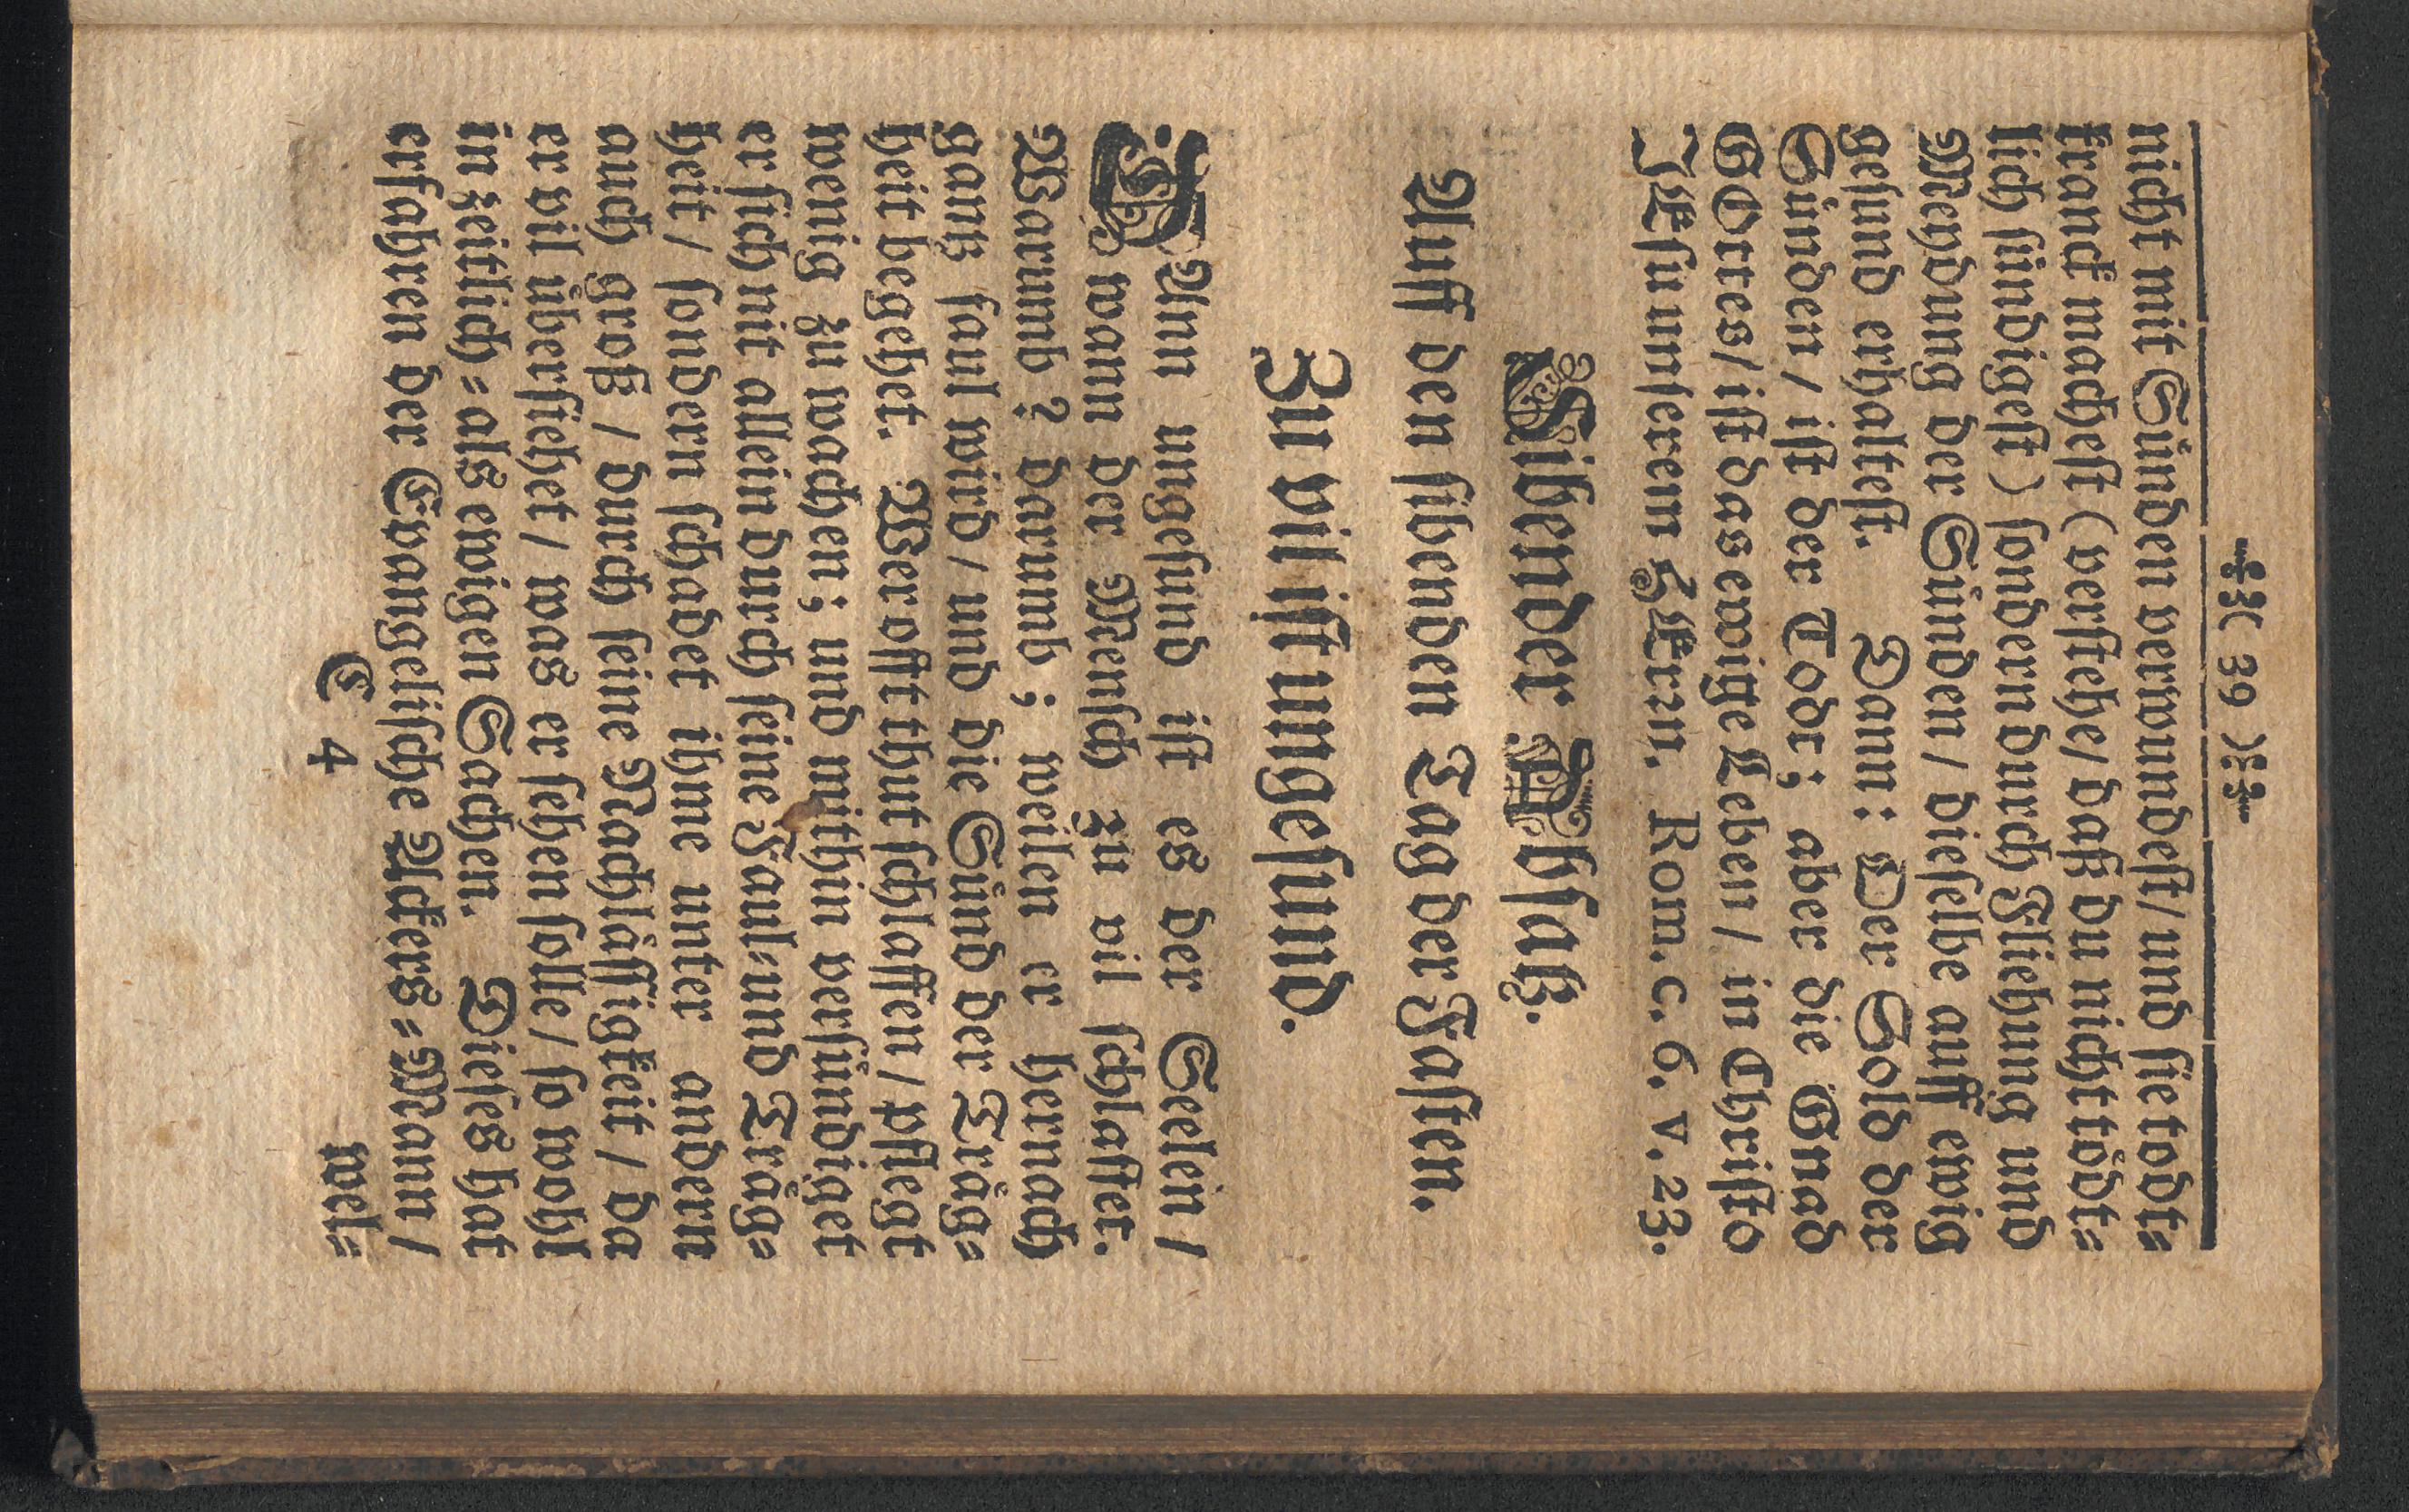 )( 39 )(
nicht mit Sünden verwundest/ und sie todt=
kranck machest (verstehe/ daß du nicht tödt=
lich sündigest) sondern durch Fliehung und
Meydung der Sünden/ dieselbe auff ewig
gesund erhaltest. Dann: Der Sold der
Sünden/ ist der Todt; aber die Gnad
GOttes/ ist das ewige Leben/ in Christo
JEsu unserem HErrn. Rom. c. 6. v. 23.
Sibender Absatz.
Auff den sibenden Tag der Fasten.
Zu vil ist ungesund.
DAnn ungesund ist es der Seelen/
wann der Mensch zu vil schlaffet.
Warumb? darumb; weilen er hernach
gantz faul wird/ und die Sünd der Träg=
heit begehet. Wer offt thut schlaffen/ pflegt
wenig zu wachen; und mithin versündiget
er sich nit allein durch seine Faul- und Träg=
heit/ sondern schadet ihme unter andern
auch groß/ durch seine Nachlässigkeit/ da
er vil übersiehet/ was er sehen solle/ so wohl
in zeitlich= als ewigen Sachen. Dieses hat
erfahren der Evangelische Ackers=Mann/
C 4
wel=